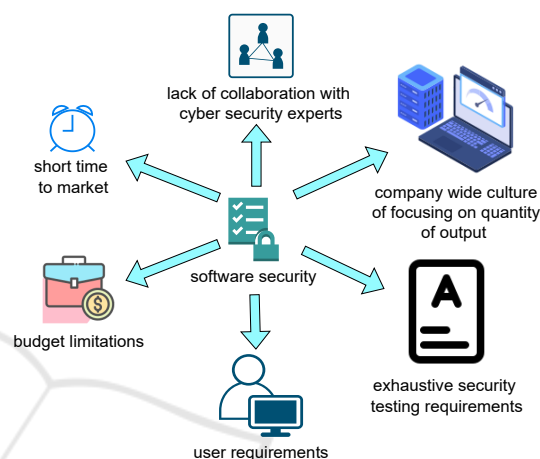 lack of collaboration with
cyber security experts
short time
to market
company wide culture
of focusing on quantity
of output
software security
budget limitations
$
A
exhaustive security
testing requirements
user requirements